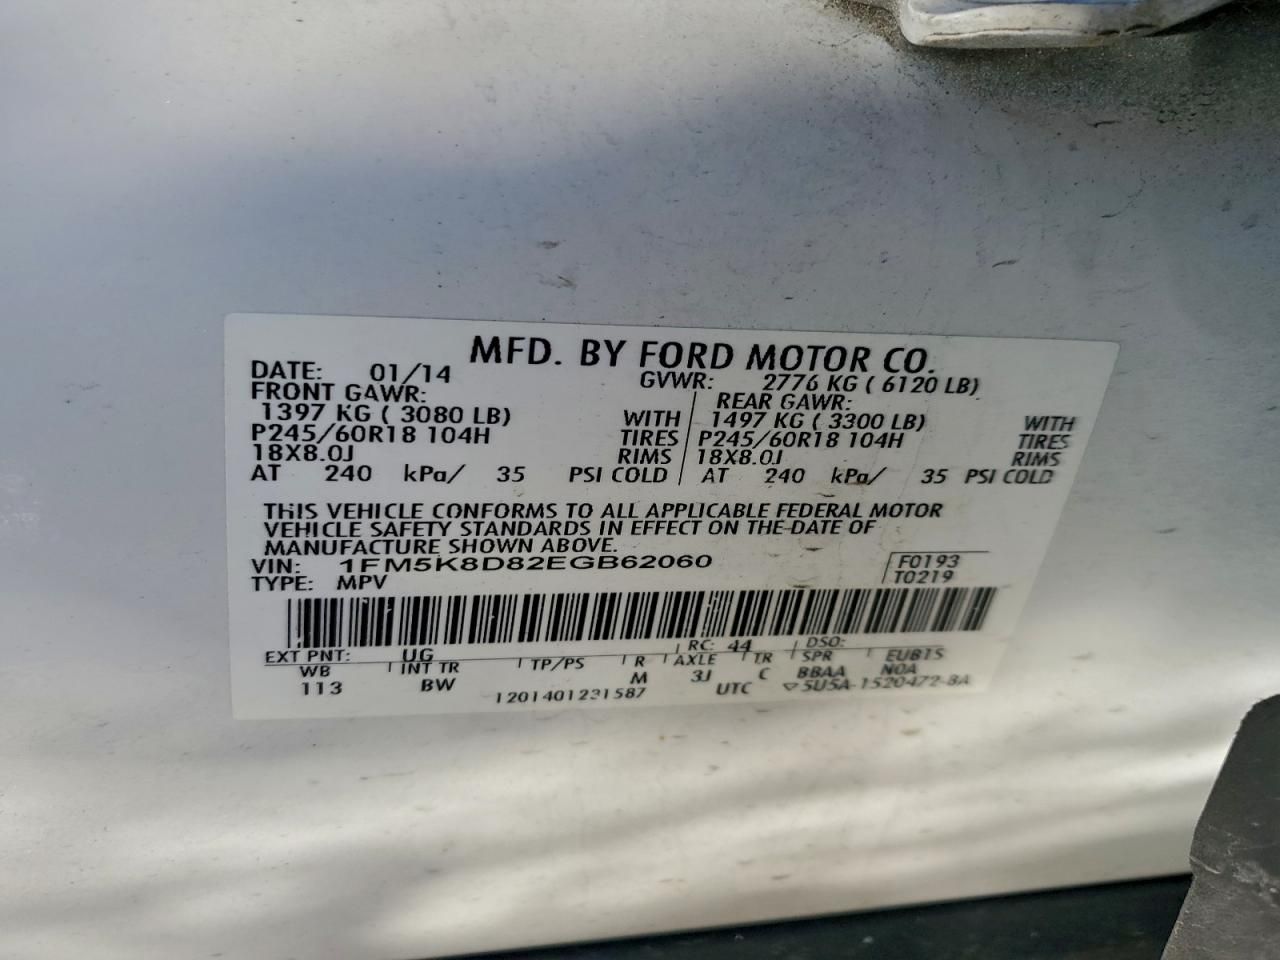 MFD. BY FORD MOTOR CO.
DATE: 01/14 GVWR: 2776 KG ( 6120 LB)
FRONT GAWR: REAR GAWR:
1397 KG ( 3080 LB) WITH 1497 KG ( 3300 LB) WITH
P245/60R18 104H TIRES P245/60R18 104H TIRES
18X8.0J RIMS 18X8.0J RIMS
AT 240 kPa/ 35 PSI COLD AT 240 kPa/ 35 PSI COLD
THIS VEHICLE CONFORMS TO ALL APPLICABLE FEDERAL MOTOR
VEHICLE SAFETY STANDARDS IN EFFECT ON THE DATE OF
MANUFACTURE SHOWN ABOVE.
VIN: 1FM5K8D82EGB62060 F0193
TYPE: MPV T0219
EXT PNT: UG RC: 44 DSO:
WB INT TR TP/PS R AXLE TR SPR EUB1S
113 BW M 3J C BBAA NOA
1201401231587 UTC ▽5U5A-1520472-BA